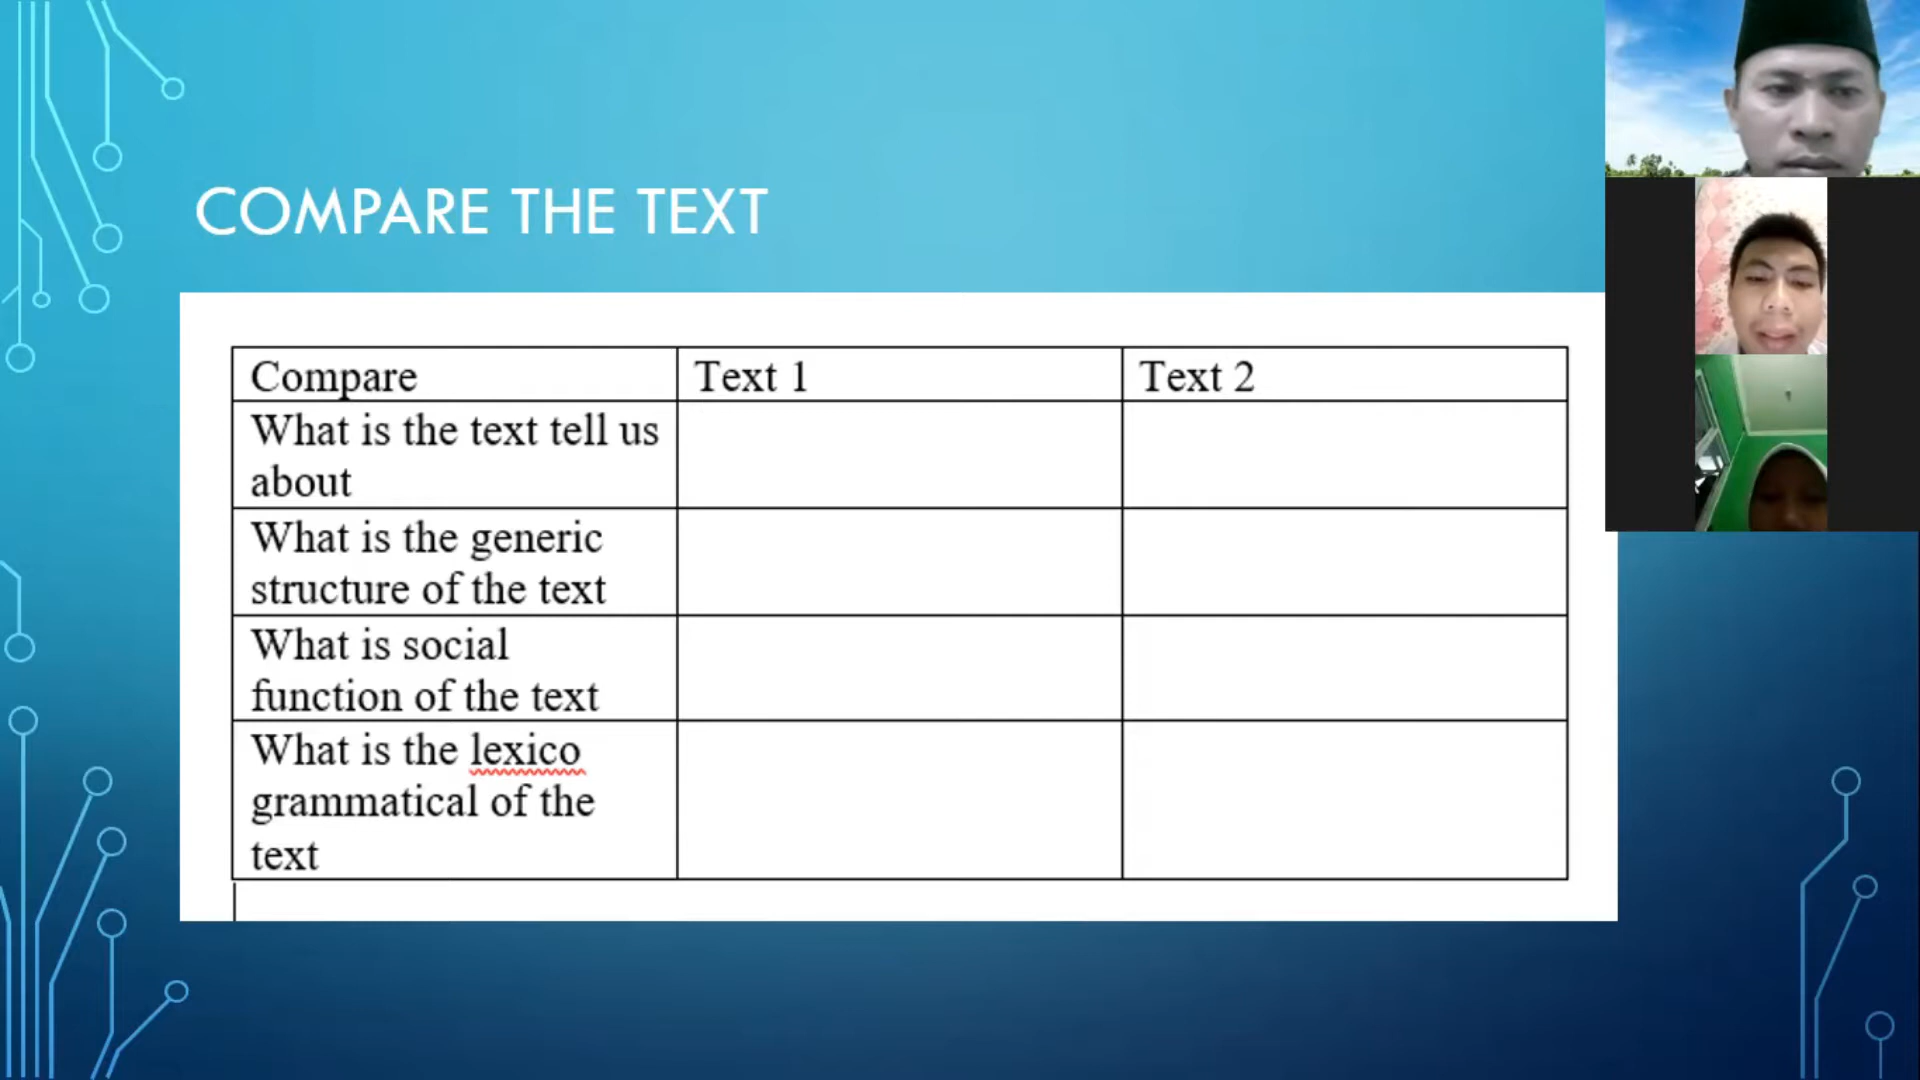 COMPARE THE TEXT
Compare
Text 1
Text 2
What is the text tell us
about
What is the generic
structure of the text
What is social
function of the text
What is the lexico
grammatical of the
text